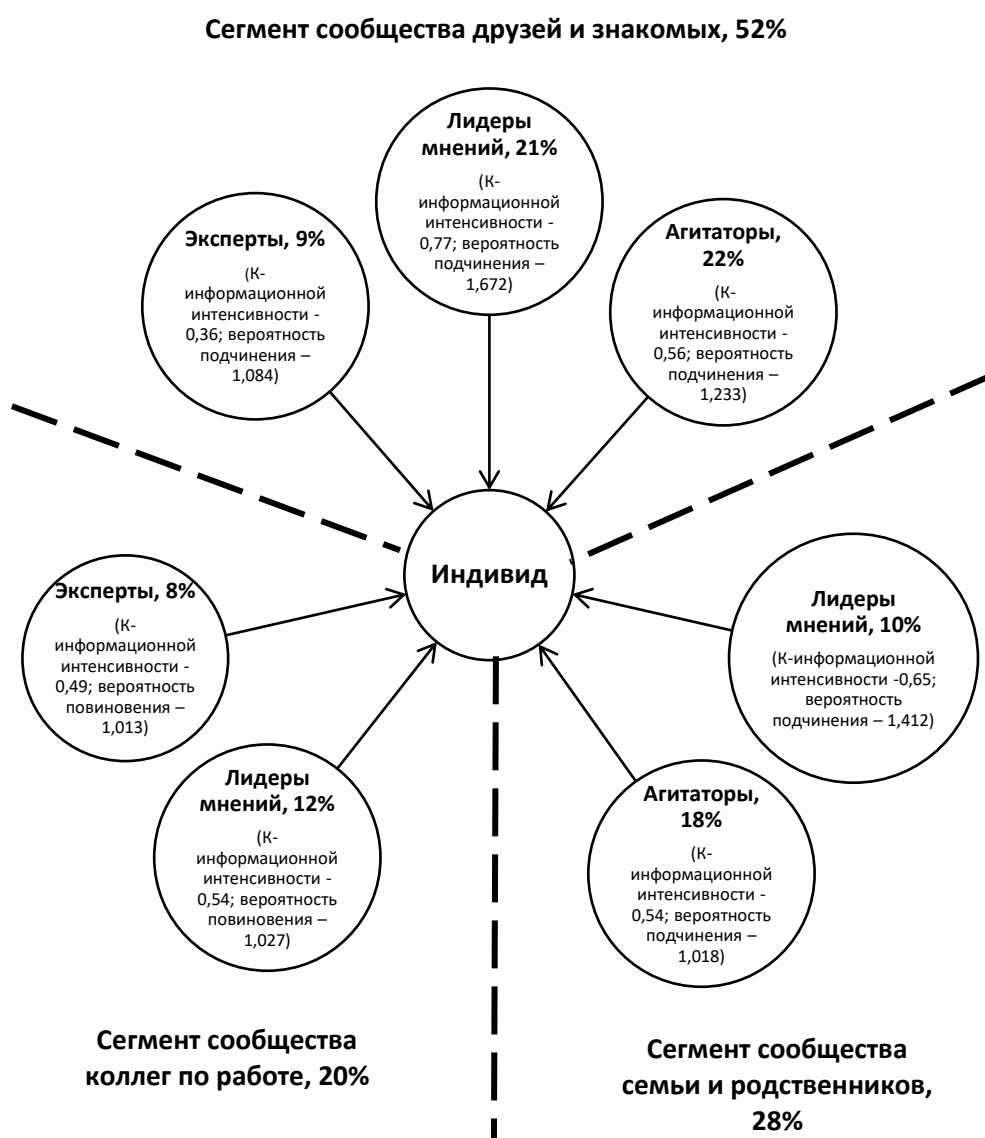 Сегмент сообщества друзей и знакомых, 52%
Лидеры
мнений, 21%
(К-
информационной
интенсивности -
0,77; вероятность
подчинения –
1,672)
Эксперты, 9%
(К-
информационной
интенсивности -
0,36; вероятность
подчинения –
1,084)
Агитаторы,
22%
(К-
информационной
интенсивности -
0,56; вероятность
подчинения –
1,233)
Индивид
Эксперты, 8%
(К-
информационной
интенсивности -
0,49; вероятность
повиновения –
1,013)
Лидеры
мнений, 10%
(К-информационной
интенсивности -0,65;
вероятность
подчинения – 1,412)
Лидеры
мнений, 12%
(К-
информационной
интенсивности -
0,54; вероятность
повиновения –
1,027)
Агитаторы,
18%
(К-
информационной
интенсивности -
0,54; вероятность
подчинения –
1,018)
Сегмент сообщества
коллег по работе, 20%
Сегмент сообщества
семьи и родственников,
28%